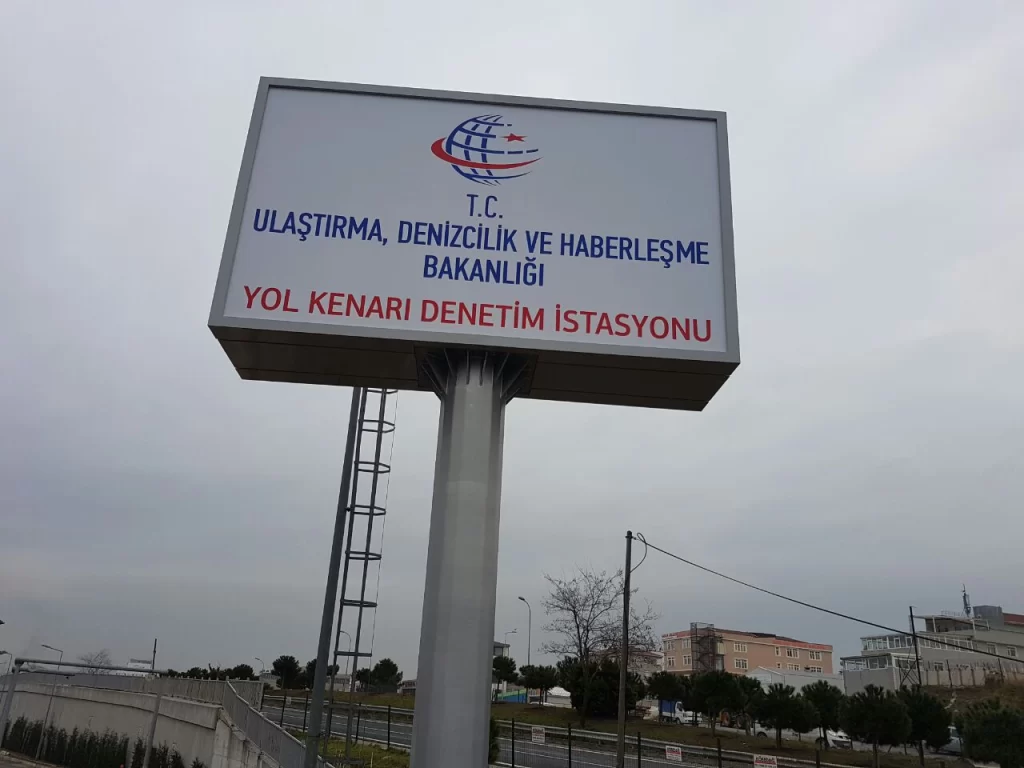 T.C.
ULAŞTIRMA, DENİZCİLİK VE HABERLEŞME
BAKANLIĞI
YOL KENARI DENETİM İSTASYONU